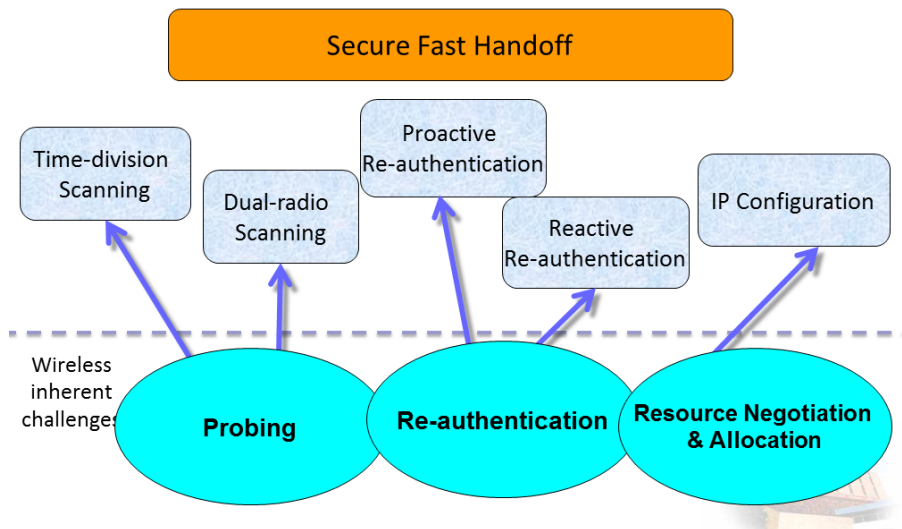 Secure Fast Handoff
Time-division
Scanning
Dual-radio
Scanning
Proactive
Re-authentication
Reactive
Re-authentication
IP Configuration
Wireless
inherent
challenges
Probing
Re-authentication
Resource Negotiation
& Allocation